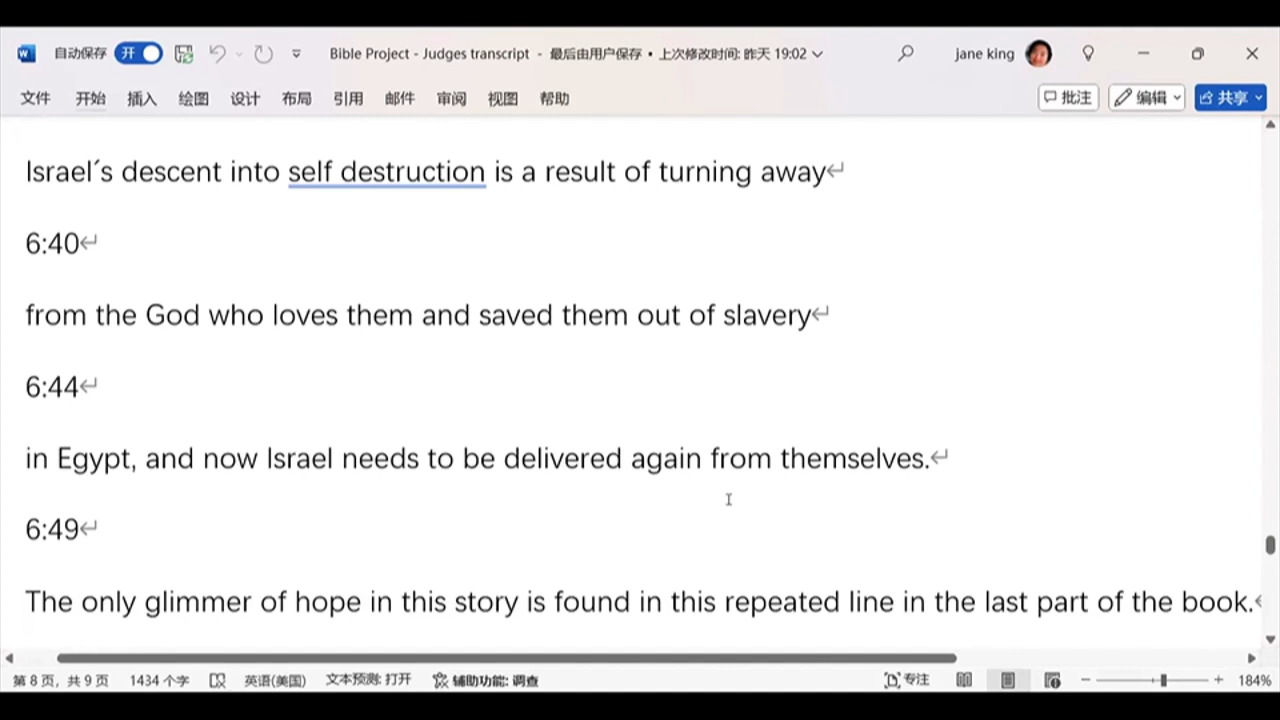 自动保存 开 Bible Project - Judges transcript - 最后由用户保存 • 上次修改时间: 昨天 19:02 jane king
文件 开始 插入 绘图 设计 布局 引用 邮件 审阅 视图 帮助 批注 编辑 共享
Israel´s descent into self destruction is a result of turning away
6:40
from the God who loves them and saved them out of slavery
6:44
in Egypt, and now Israel needs to be delivered again from themselves.
6:49
The only glimmer of hope in this story is found in this repeated line in the last part of the book.
第 8 页, 共 9 页 1434 个字 英语(美国) 文本预测: 打开 辅助功能: 调查 专注 184%